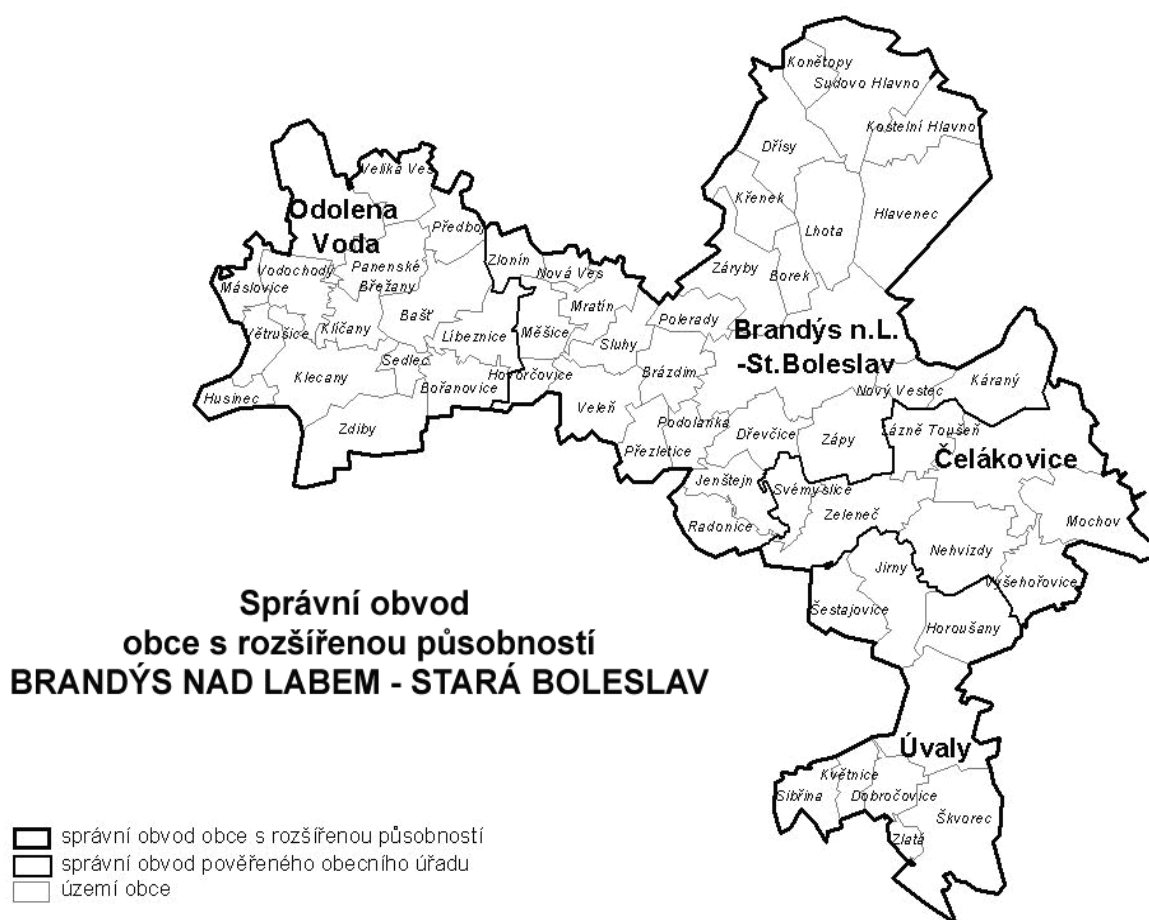 Konětopy
Sudovo Hlavno
Kostelní Hlavno
Dřísy
Veliká Ves
Křenek
Hlavenec
Odolena
Voda
Předboj
Lhota
Zlonín
Vodochody
Panenské
Břežany
Nová Ves
Záryby
Borek
Máslovice
Mratín
Bašť
Polerady
Větrušice
Klíčany
Líbeznice
Měšice
Sluhy
Brandýs n.L.
-St.Boleslav
Sedlec
Hovorčovice
Brázdim
Klecany
Bořanovice
Nový Vestec
Káraný
Husinec
Veleň
Zdiby
Podolanka
Dřevčice
Zápy
Lázně Toušeň
Přezletice
Čelákovice
Jenštejn
Svémyslice
Zeleneč
Mochov
Radonice
Nehvizdy
Jirny
Vyšehořovice
Šestajovice
Horoušany
Správní obvod
obce s rozšířenou působností
BRANDÝS NAD LABEM - STARÁ BOLESLAV
Úvaly
Květnice
Sibřina
Dobročovice
Škvorec
Zlatá
správní obvod obce s rozšířenou působností
správní obvod pověřeného obecního úřadu
území obce